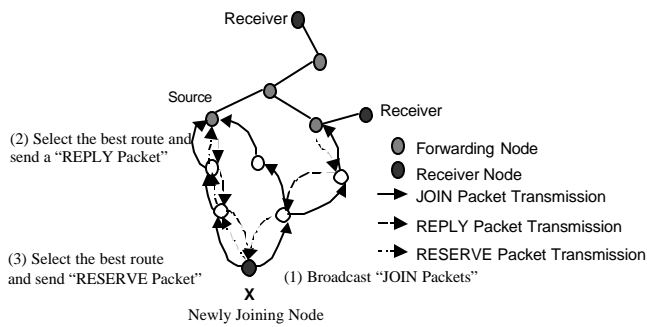 Receiver
Source
Receiver
(2) Select the best route and
send a “REPLY Packet”
Forwarding Node
Receiver Node
JOIN Packet Transmission
REPLY Packet Transmission
RESERVE Packet Transmission
(3) Select the best route
and send “RESERVE Packet”
(1) Broadcast “JOIN Packets”
X
Newly Joining Node